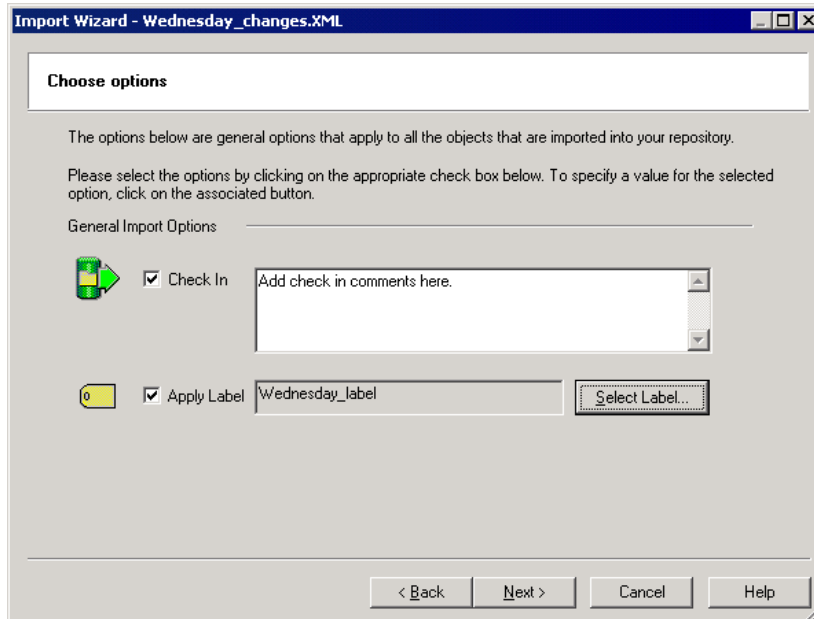 Import Wizard - Wednesday_changes.XML
Choose options
The options below are general options that apply to all the objects that are imported into your repository.
Please select the options by clicking on the appropriate check box below. To specify a value for the selected
option, click on the associated button.
General Import Options
Check In
Add check in comments here.
0
Apply Label
Wednesday_label
Select Label...
< Back
Next >
Cancel
Help